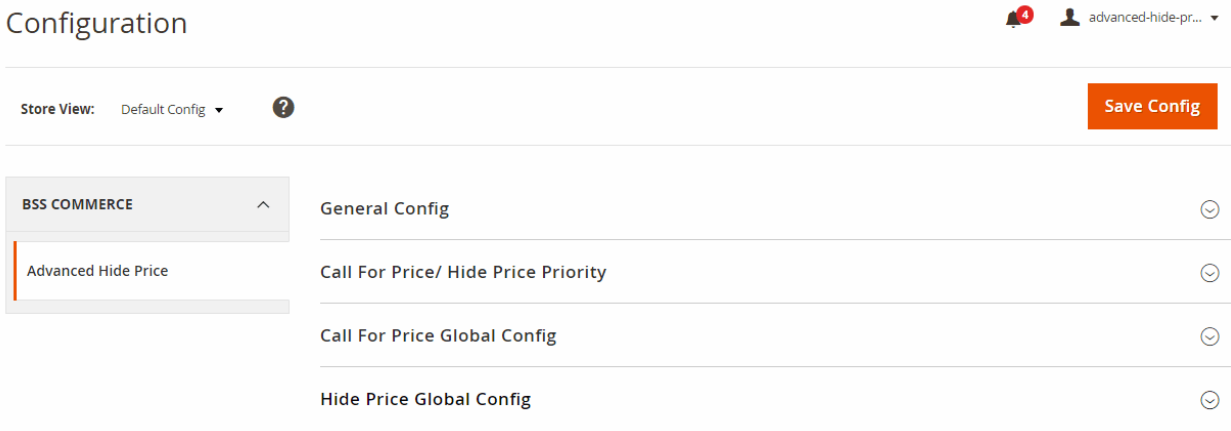 Configuration
4
advanced-hide-pr...
Store View: Default Config
?
Save Config
BSS COMMERCE
Advanced Hide Price
General Config
Call For Price/ Hide Price Priority
Call For Price Global Config
Hide Price Global Config